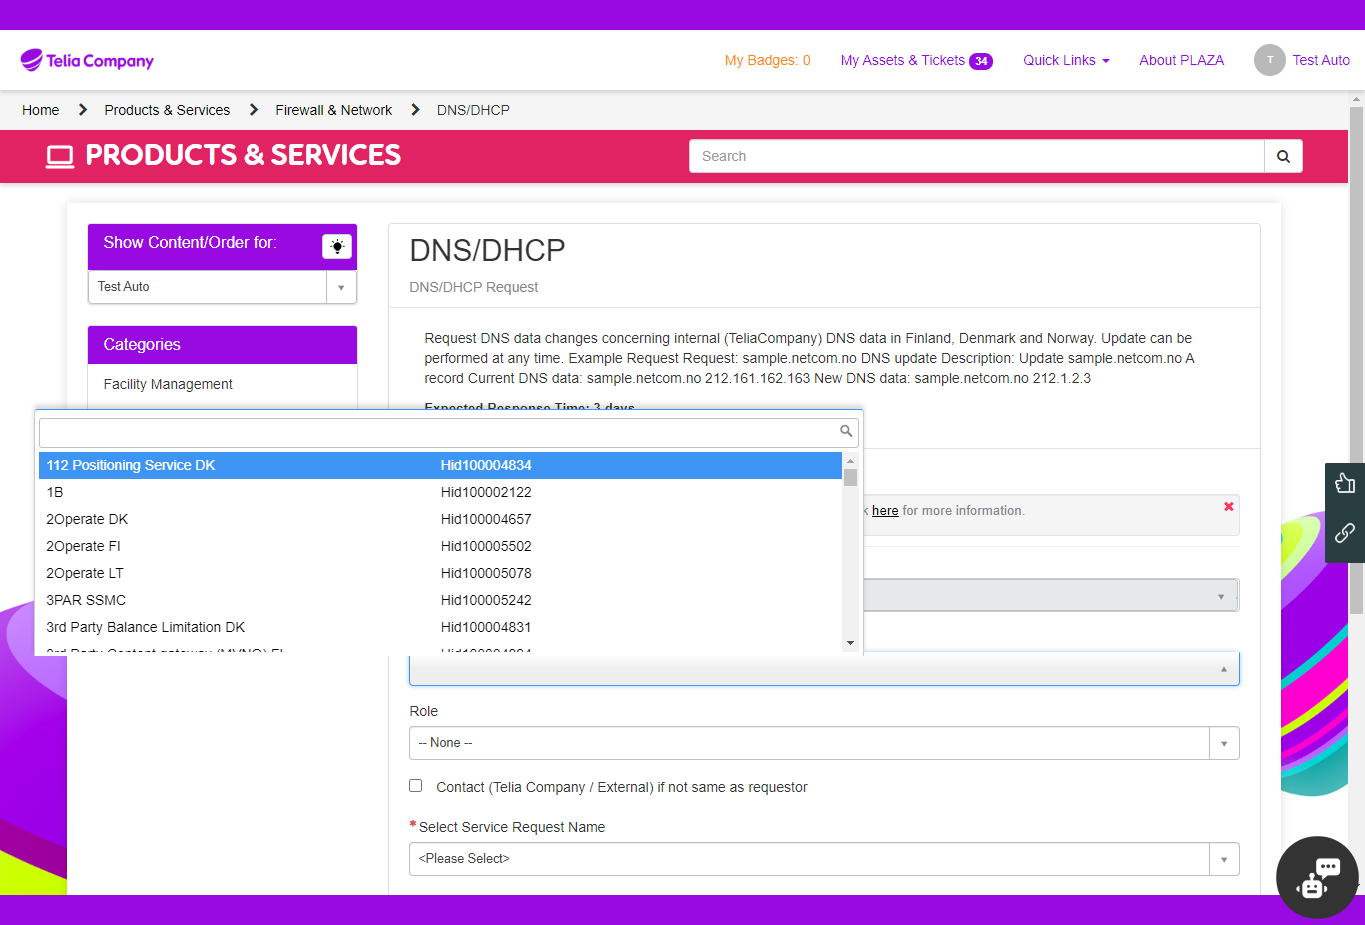 Telia Company
My Badges: 0
My Assets & Tickets 34
Quick Links
About PLAZA
T
Test Auto
Home
Products & Services
Firewall & Network
DNS/DHCP
PRODUCTS & SERVICES
Search
Show Content/Order for:
Test Auto
Categories
Facility Management
DNS/DHCP
DNS/DHCP Request
Request DNS data changes concerning internal (TeliaCompany) DNS data in Finland, Denmark and Norway. Update can be
performed at any time. Example Request Request: sample.netcom.no DNS update Description: Update sample.netcom.no A
record Current DNS data: sample.netcom.no 212.161.162.163 New DNS data: sample.netcom.no 212.1.2.3
Expected Response Time: 3 days
112 Positioning Service DK Hid100004834
1B Hid100002122
2Operate DK Hid100004657
2Operate FI Hid100005502
2Operate LT Hid100005078
3PAR SSMC Hid100005242
3rd Party Balance Limitation DK Hid100004831
here for more information.
Role
-- None --
Contact (Telia Company / External) if not same as requestor
*Select Service Request Name
<Please Select>